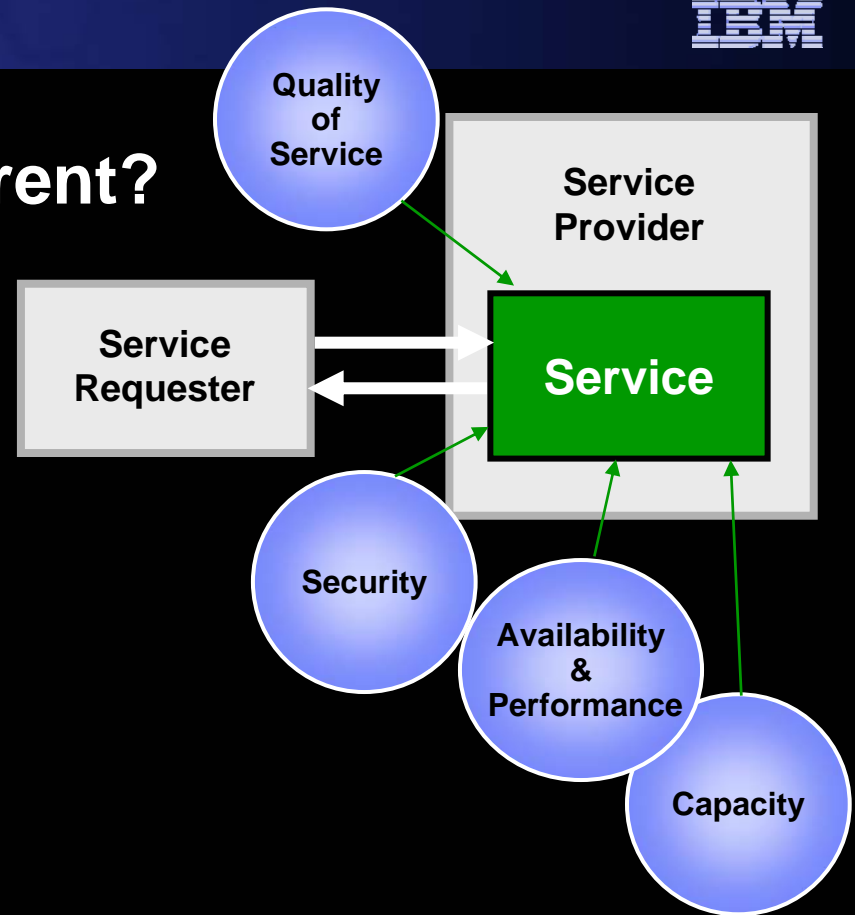 IBM
rent?
Quality
of
Service
Service
Provider
Service
Requester
Service
Security
Availability
&
Performance
Capacity